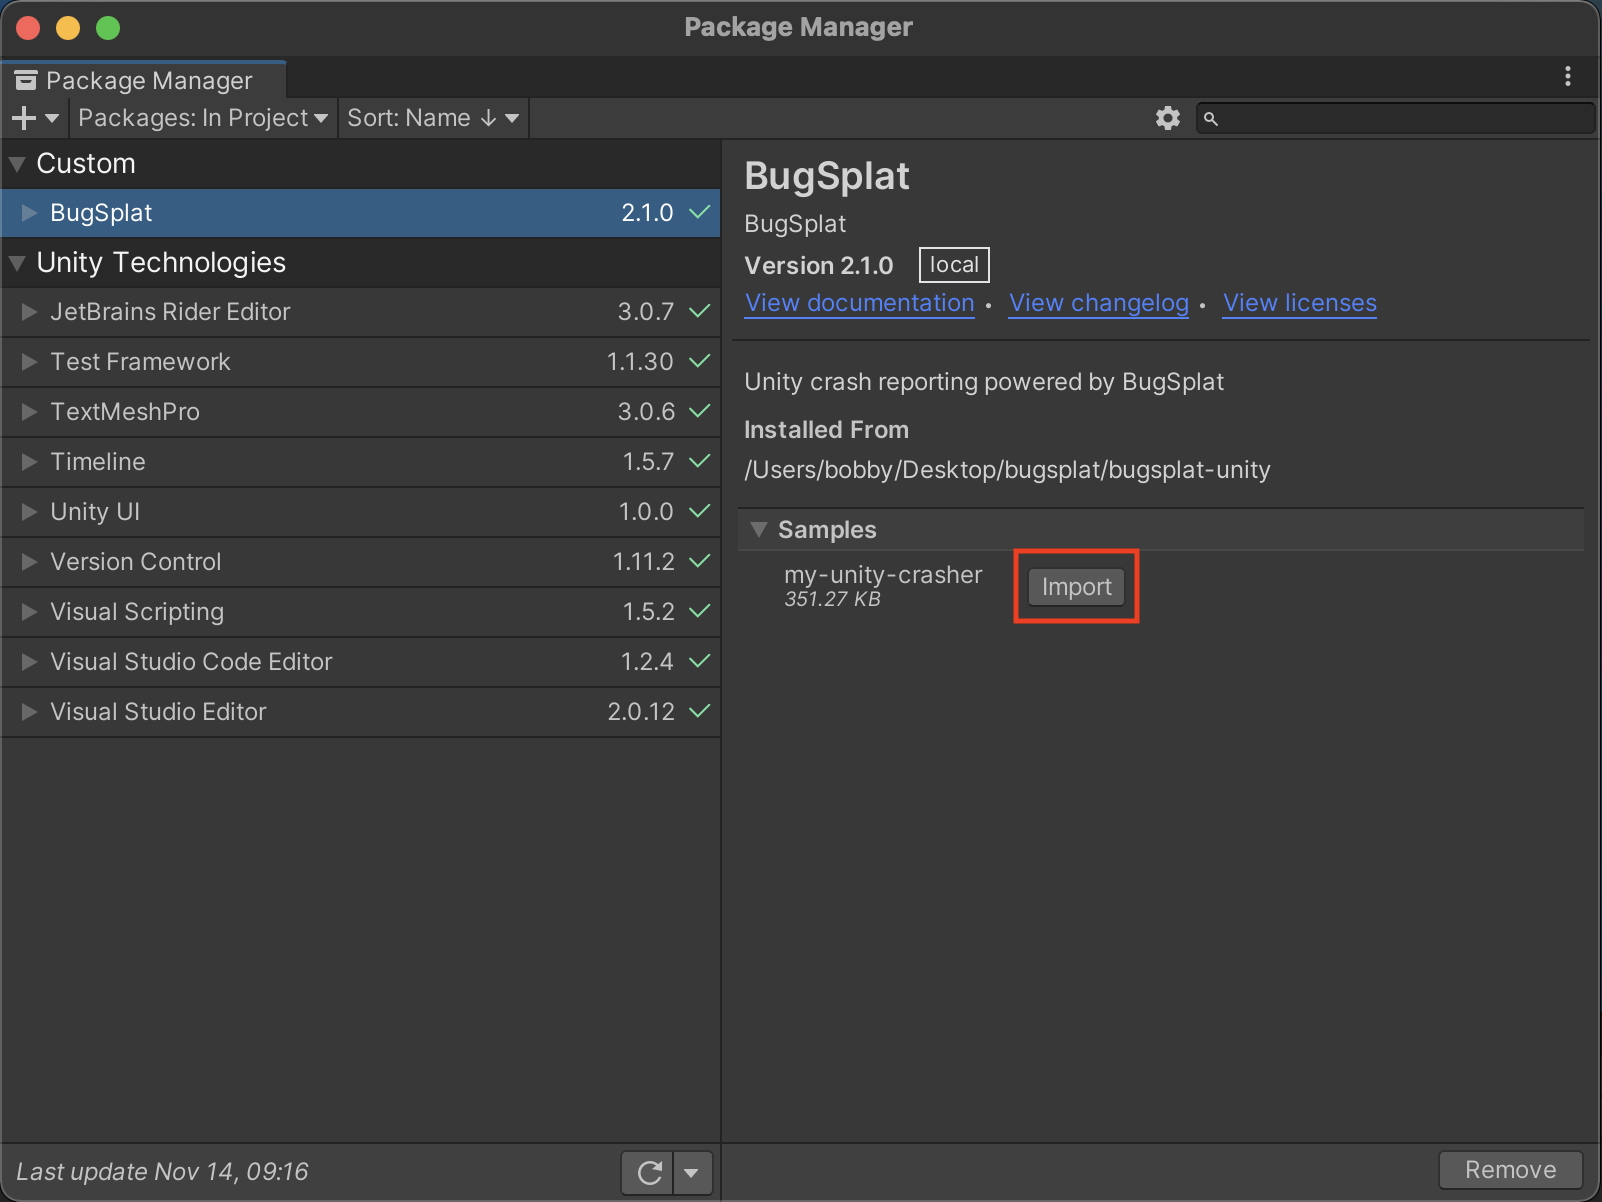 Package Manager
Package Manager
Packages: In Project
Sort: Name ↓
Custom
BugSplat 2.1.0
Unity Technologies
JetBrains Rider Editor 3.0.7
Test Framework 1.1.30
TextMeshPro 3.0.6
Timeline 1.5.7
Unity UI 1.0.0
Version Control 1.11.2
Visual Scripting 1.5.2
Visual Studio Code Editor 1.2.4
Visual Studio Editor 2.0.12
Last update Nov 14, 09:16
BugSplat
BugSplat
Version 2.1.0 local
View documentation • View changelog • View licenses
Unity crash reporting powered by BugSplat
Installed From
/Users/bobby/Desktop/bugsplat/bugsplat-unity
Samples
my-unity-crasher
351.27 KB
Import
Remove